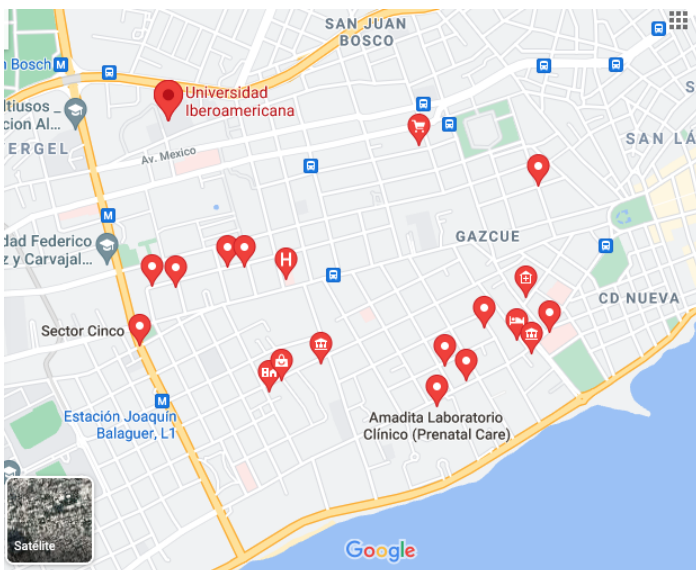 SAN JUAN
BOSCO
n Bosch M
Universidad
Iberoamericana
ltiusos _
cion Al...
ERGEL
Av. Mexico
SAN LÁ
S
M
dad Federico
z y Carvajal...
GAZCUE
H
CD NUEVA
Sector Cinco
M
Estación Joaquín
Balaguer, L1
Amadita Laboratorio
Clínico (Prenatal Care)
Satélite
Google